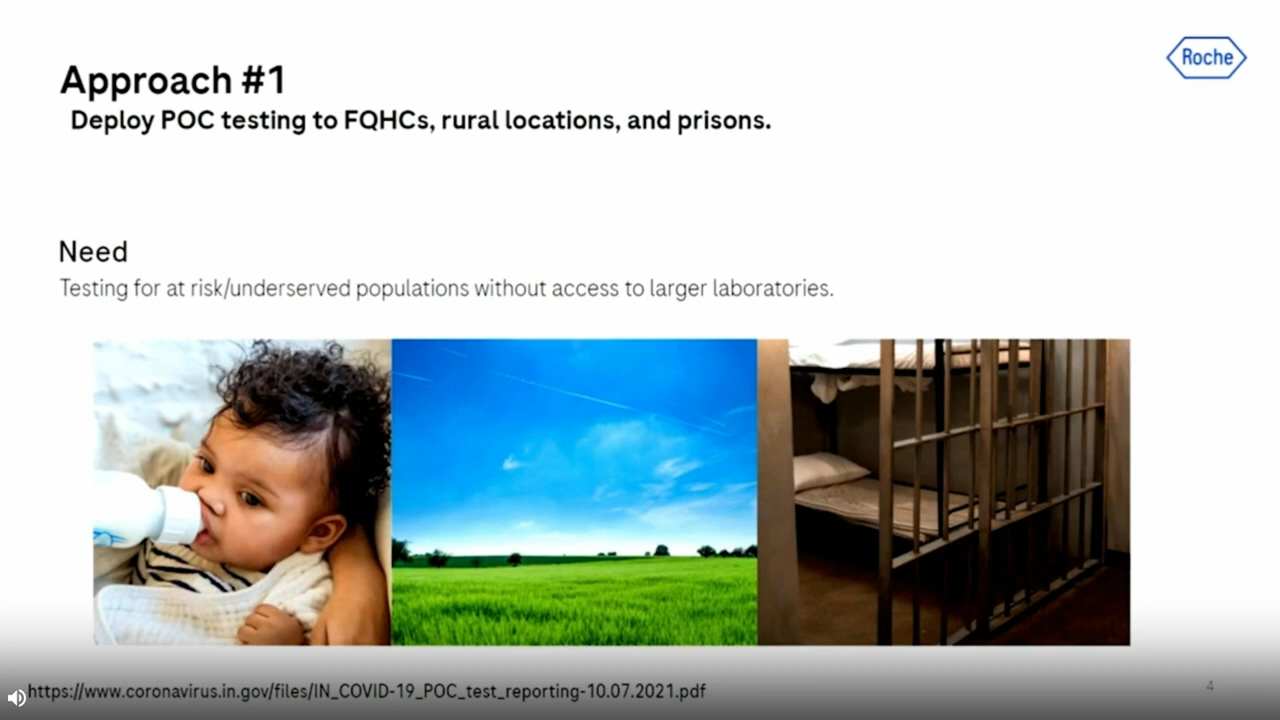 Roche
Approach #1
Deploy POC testing to FQHCs, rural locations, and prisons.
Need
Testing for at risk/underserved populations without access to larger laboratories.
https://www.coronavirus.in.gov/files/IN_COVID-19_POC_test_reporting-10.07.2021.pdf
4